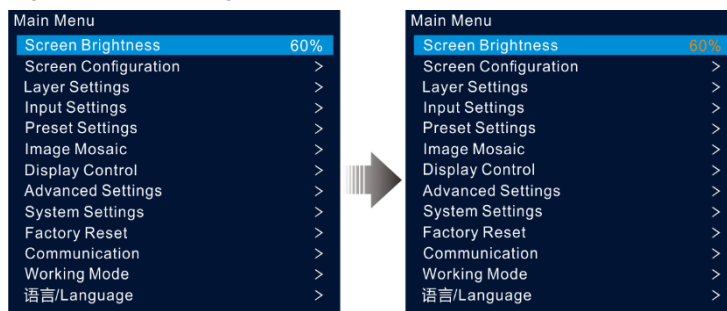 Main Menu
Screen Brightness 60%
Screen Configuration >
Layer Settings >
Input Settings >
Preset Settings >
Image Mosaic >
Display Control >
Advanced Settings >
System Settings >
Factory Reset >
Communication >
Working Mode >
语言/Language >
Main Menu
Screen Brightness 60%
Screen Configuration >
Layer Settings >
Input Settings >
Preset Settings >
Image Mosaic >
Display Control >
Advanced Settings >
System Settings >
Factory Reset >
Communication >
Working Mode >
语言/Language >